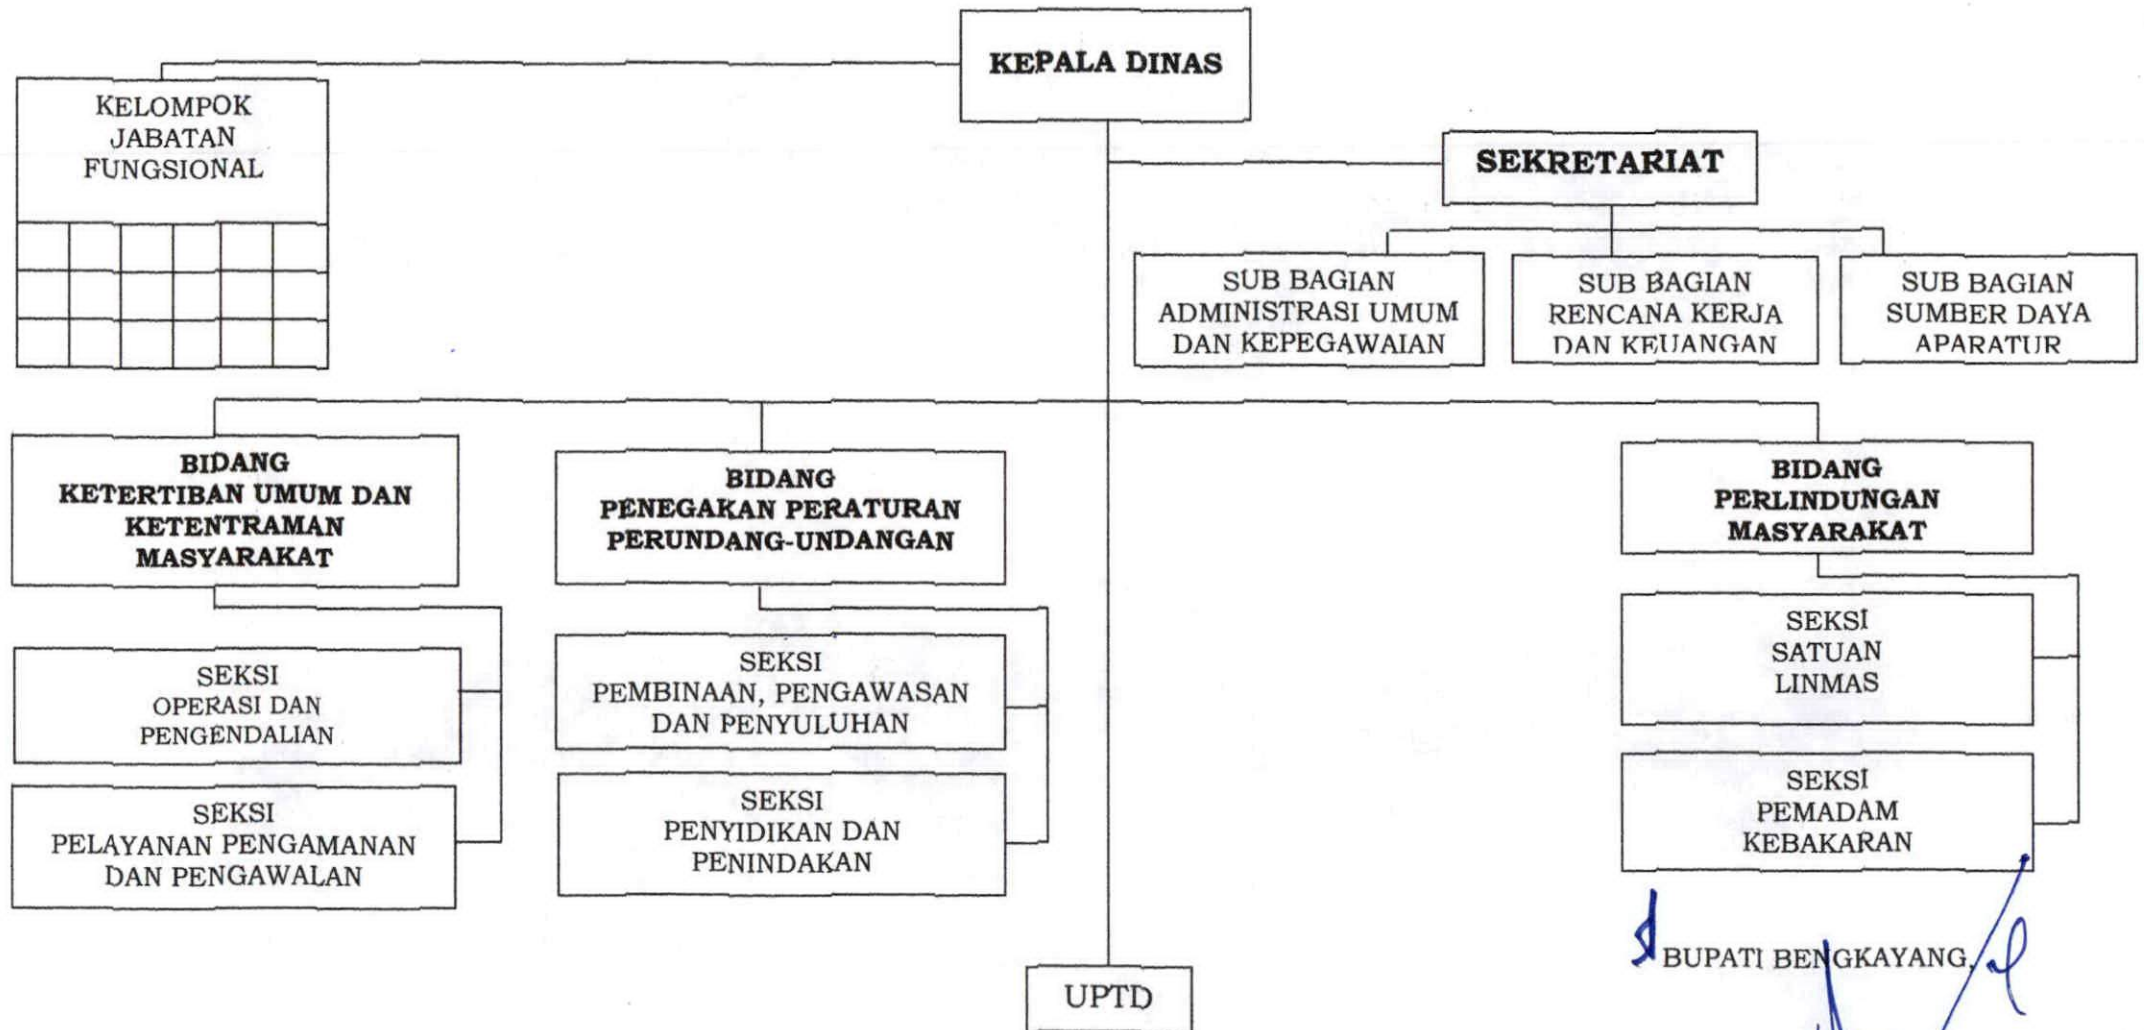 KEPALA DINAS
KELOMPOK
JABATAN
FUNGSIONAL
SEKRETARIAT
SUB BAGIAN
ADMINISTRASI UMUM
DAN KEPEGAWAIAN
SUB BAGIAN
RENCANA KERJA
DAN KEUANGAN
SUB BAGIAN
SUMBER DAYA
APARATUR
BIDANG
KETERTIBAN UMUM DAN
KETENTRAMAN
MASYARAKAT
BIDANG
PENEGAKAN PERATURAN
PERUNDANG-UNDANGAN
BIDANG
PERLINDUNGAN
MASYARAKAT
SEKSI
OPERASI DAN
PENGENDALIAN
SEKSI
PEMBINAAN, PENGAWASAN
DAN PENYULUHAN
SEKSI
SATUAN
LINMAS
SEKSI
PELAYANAN PENGAMANAN
DAN PENGAWALAN
SEKSI
PENYIDIKAN DAN
PENINDAKAN
SEKSI
PEMADAM
KEBAKARAN
BUPATI BENGKAYANG,
UPTD